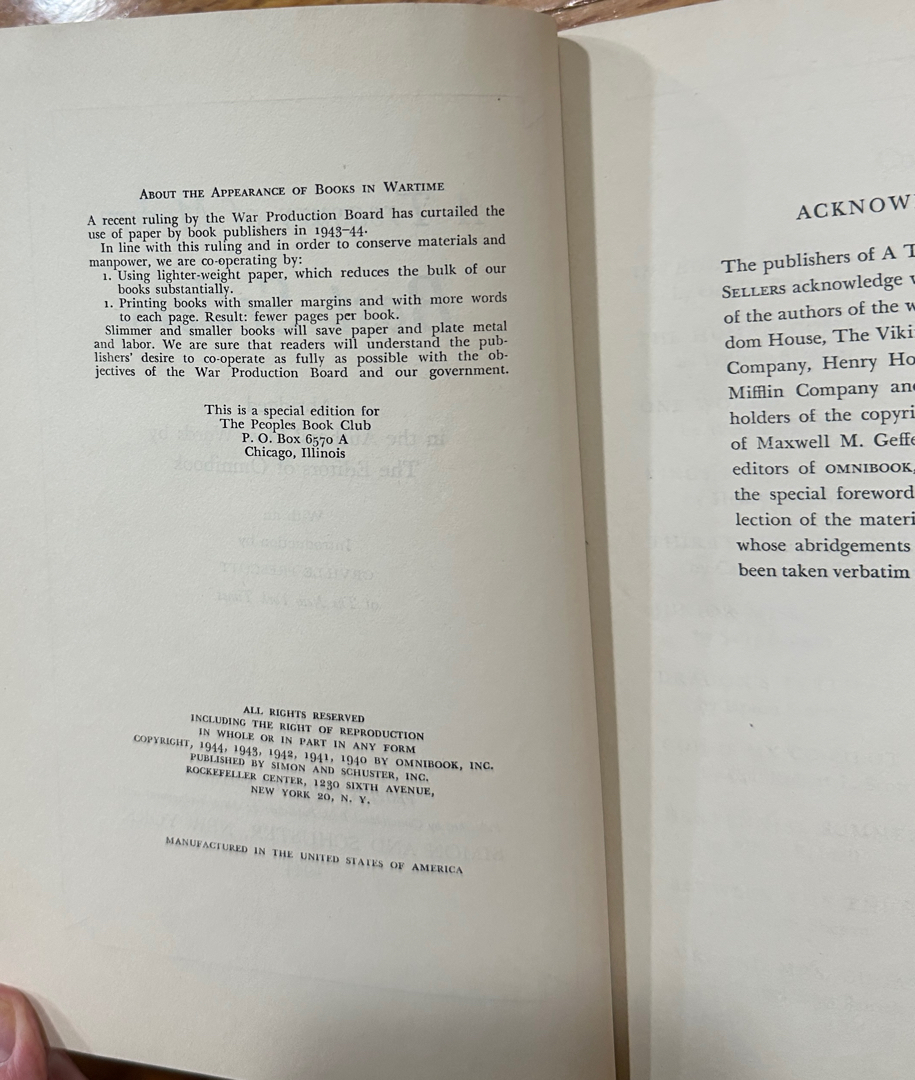 About the Appearance of Books in Wartime
A recent ruling by the War Production Board has curtailed the
use of paper by book publishers in 1943–44.
In line with this ruling and in order to conserve materials and
manpower, we are co-operating by:
1. Using lighter-weight paper, which reduces the bulk of our
books substantially.
1. Printing books with smaller margins and with more words
to each page. Result: fewer pages per book.
Slimmer and smaller books will save paper and plate metal
and labor. We are sure that readers will understand the pub-
lishers' desire to co-operate as fully as possible with the ob-
jectives of the War Production Board and our government.
This is a special edition for
The Peoples Book Club
P. O. Box 6570 A
Chicago, Illinois
ALL RIGHTS RESERVED
INCLUDING THE RIGHT OF REPRODUCTION
IN WHOLE OR IN PART IN ANY FORM
COPYRIGHT, 1944, 1943, 1942, 1941, 1940 BY OMNIBOOK, INC.
PUBLISHED BY SIMON AND SCHUSTER, INC.
ROCKEFELLER CENTER, 1230 SIXTH AVENUE,
NEW YORK 20, N. Y.
MANUFACTURED IN THE UNITED STATES OF AMERICA
ACKNOW
The publishers of A T
SELLERS acknowledge
of the authors of the w
dom House, The Viki
Company, Henry Ho
Mifflin Company and
holders of the copyri
of Maxwell M. Geffe
editors of OMNIBOOK,
the special foreword
lection of the materi
whose abridgements
been taken verbatim